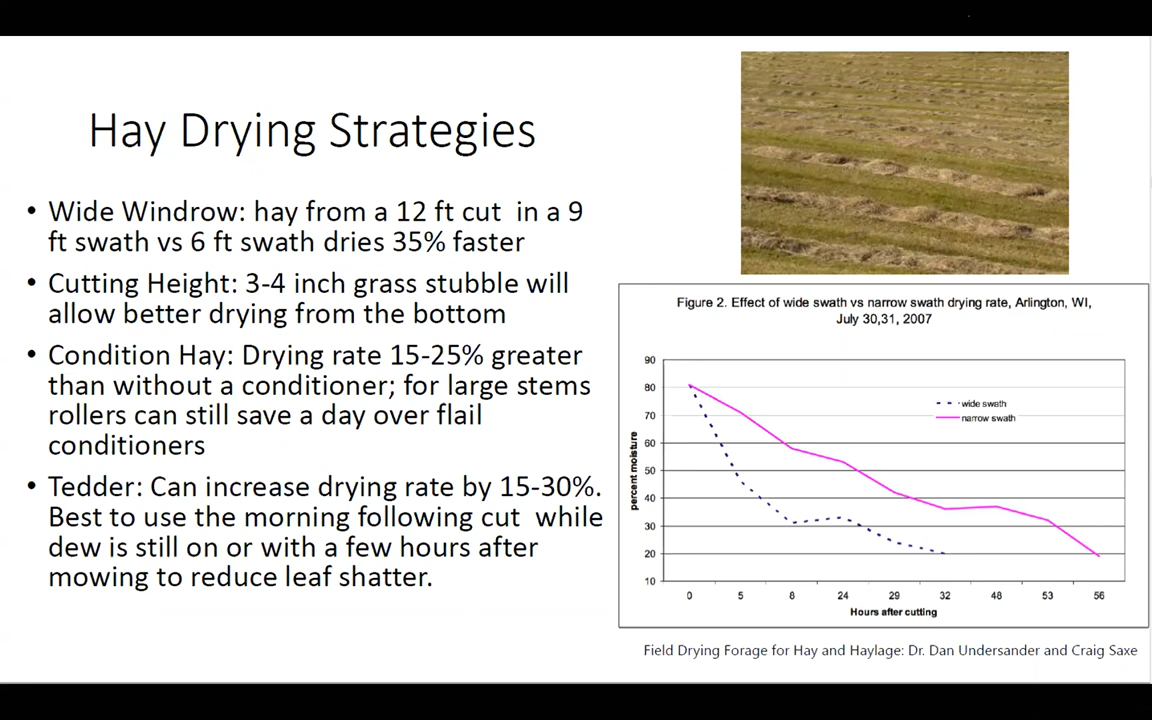 Hay Drying Strategies
• Wide Windrow: hay from a 12 ft cut  in a 9
ft swath vs 6 ft swath dries 35% faster
• Cutting Height: 3-4 inch grass stubble will
allow better drying from the bottom
• Condition Hay: Drying rate 15-25% greater
than without a conditioner; for large stems
rollers can still save a day over flail
conditioners
• Tedder: Can increase drying rate by 15-30%.
Best to use the morning following cut  while
dew is still on or with a few hours after
mowing to reduce leaf shatter.
Figure 2. Effect of wide swath vs narrow swath drying rate, Arlington, WI,
July 30,31, 2007
90
80
70
60
50
40
30
20
10
percent moisture
wide swath
narrow swath
0 5 8 24 29 32 48 53 56
Hours after cutting
Field Drying Forage for Hay and Haylage: Dr. Dan Undersander and Craig Saxe